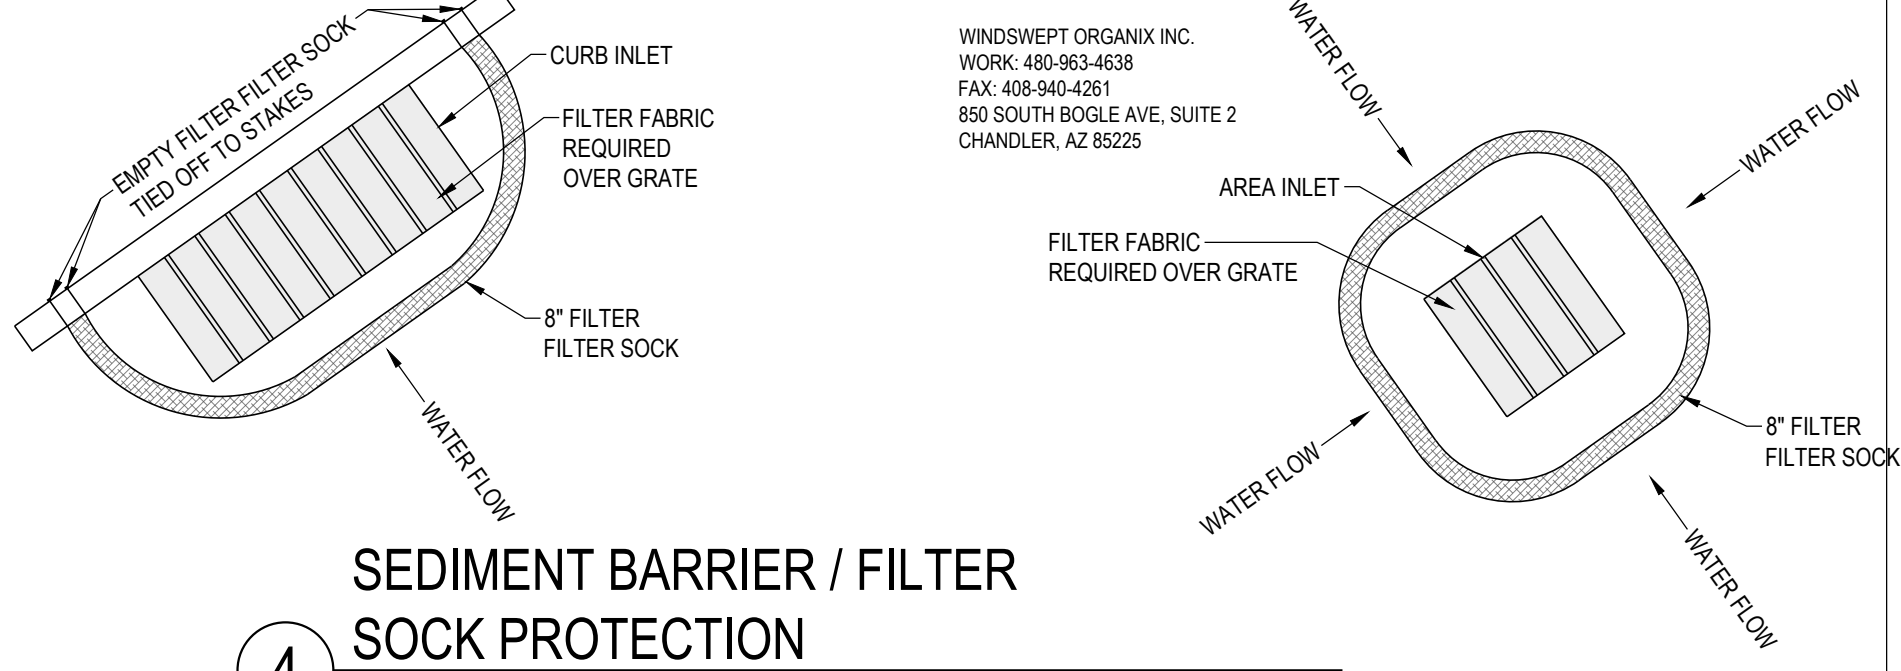 EMPTY FILTER FILTER SOCK
TIED OFF TO STAKES
CURB INLET
FILTER FABRIC
REQUIRED
OVER GRATE
8" FILTER
FILTER SOCK
WATER FLOW
WINDSWEPT ORGANIX INC.
WORK: 480-963-4638
FAX: 408-940-4261
850 SOUTH BOGLE AVE, SUITE 2
CHANDLER, AZ 85225
WATER FLOW
WATER FLOW
AREA INLET
FILTER FABRIC
REQUIRED OVER GRATE
8" FILTER
FILTER SOCK
WATER FLOW
WATER FLOW
SEDIMENT BARRIER / FILTER
SOCK PROTECTION
4